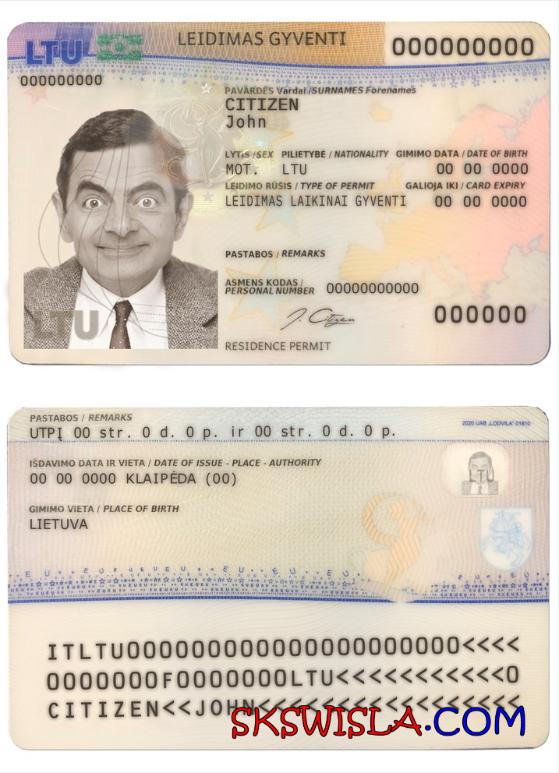 LTU LEIDIMAS GYVENTI 000000000
000000000
PAVARDĖS Vardai /SURNAMES Forenames
CITIZEN
John
LYTIS /SEX PILIETYBĖ / NATIONALITY GIMIMO DATA / DATE OF BIRTH
MOT. LTU 00 00 0000
LEIDIMO RŪŠIS / TYPE OF PERMIT GALIOJA IKI / CARD EXPIRY
LEIDIMAS LAIKINAI GYVENTI 00 00 0000
PASTABOS / REMARKS
ASMENS KODAS /
PERSONAL NUMBER 00000000000
LTU
J. Citizen 000000
RESIDENCE PERMIT
PASTABOS / REMARKS
UTPĮ 00 str. 0 d. 0 p. ir 00 str. 0 d. 0 p.
2020 UAB „LODVILA" 01810
IŠDAVIMO DATA IR VIETA / DATE OF ISSUE - PLACE - AUTHORITY
00 00 0000 KLAIPĖDA (00)
GIMIMO VIETA / PLACE OF BIRTH
LIETUVA
ITLTU000000000000000000000<<<<
0000000F0000000LTU<<<<<<<<<<<0
CITIZEN<<JOHN<<<<<<<<<<<<<<<<<
SKSWISLA.COM